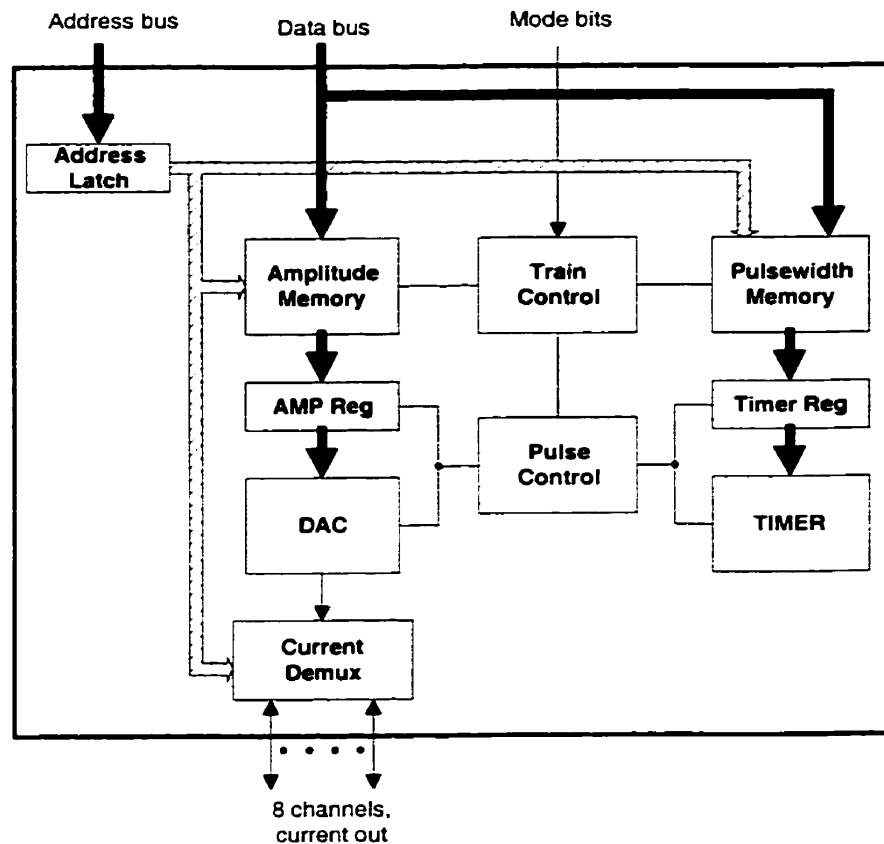 Address bus
Data bus
Mode bits
Address
Latch
Amplitude
Memory
Train
Control
Pulsewidth
Memory
AMP Reg
Timer Reg
Pulse
Control
DAC
TIMER
Current
Demux
8 channels,
current out